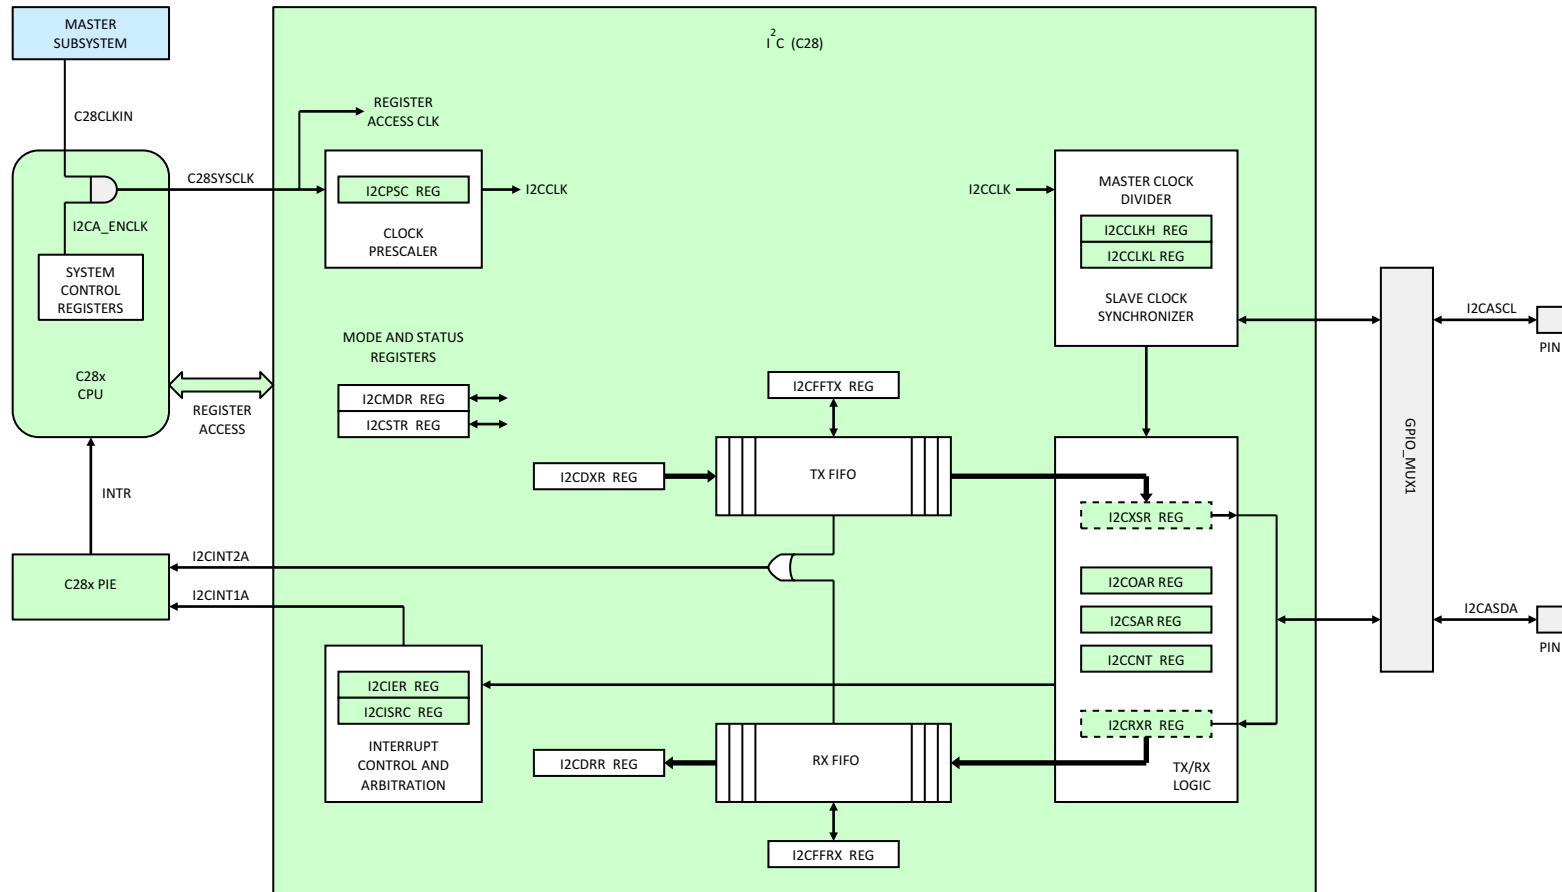 MASTER
SUBSYSTEM
I2C (C28)
C28CLKIN
REGISTER
ACCESS CLK
C28SYSCLK
I2CPSC REG
I2CCLK
CLOCK
PRESCALER
I2CCLK
MASTER CLOCK
DIVIDER
I2CCLKH REG
I2CCLKL REG
SLAVE CLOCK
SYNCHRONIZER
I2CA_ENCLK
SYSTEM
CONTROL
REGISTERS
C28x
CPU
REGISTER
ACCESS
MODE AND STATUS
REGISTERS
I2CMDR REG
I2CSTR REG
I2CFFTX REG
I2CDXR REG
TX FIFO
I2CXSR REG
I2COAR REG
I2CSAR REG
I2CCNT REG
I2CRXR REG
TX/RX
LOGIC
INTR
C28x PIE
I2CINT2A
I2CINT1A
I2CIER REG
I2CISRC REG
INTERRUPT
CONTROL AND
ARBITRATION
I2CDRR REG
RX FIFO
I2CFFRX REG
GPIO_MUX1
I2CASCL
PIN
I2CASDA
PIN